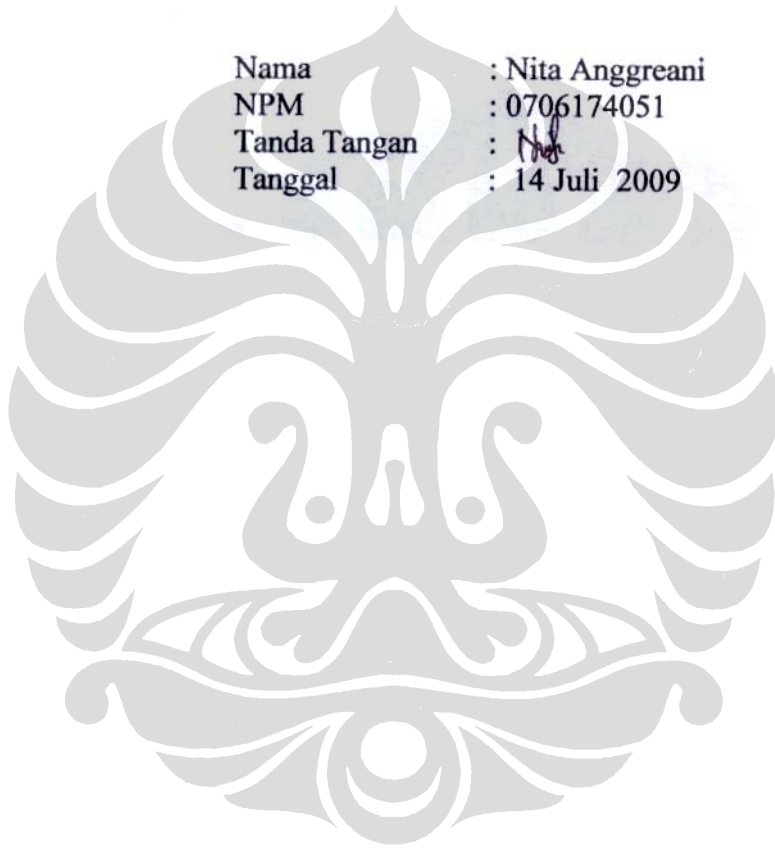 Nama : Nita Anggreani
NPM : 0706174051
Tanda Tangan :
Tanggal : 14 Juli 2009